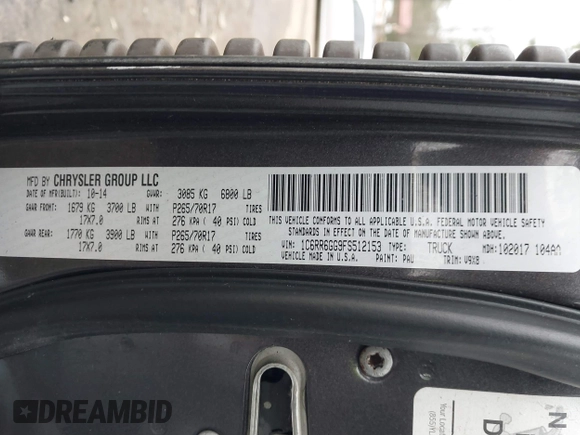 MFD BY CHRYSLER GROUP LLC
DATE OF MFR(BUILT): 10-14 GVWR: 3085 KG 6800 LB
GAWR FRONT 1679 KG 3700 LB WITH P265/70R17 TIRES
17X7.0 RIMS AT 276 KPA ( 40 PSI) COLD
GAWR REAR 1770 KG 3900 LB WITH P265/70R17 TIRES
17X7.0 RIMS AT 276 KPA ( 40 PSI) COLD
THIS VEHICLE CONFORMS TO ALL APPLICABLE U.S.A. FEDERAL MOTOR VEHICLE SAFETY
STANDARDS IN EFFECT ON THE DATE OF MANUFACTURE SHOWN ABOVE.
VIN: 1C6RR6GG9FS512153 TYPE: TRUCK MDH:102017 104AA
VEHICLE MADE IN U.S.A. PAINT: PAU TRIM: V9X8
N
D
Your Locat
DREAMBID